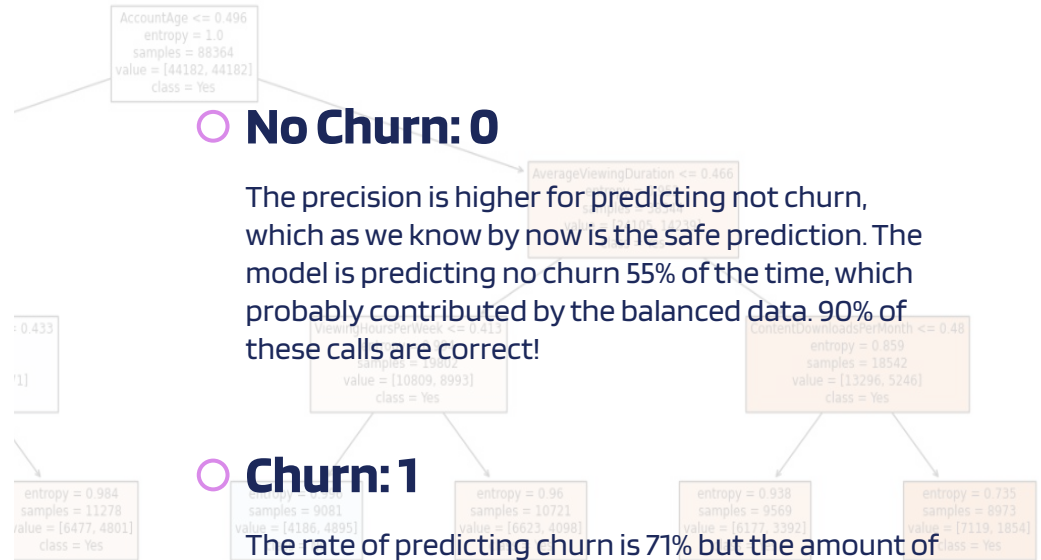 AccountAge <= 0.496
entropy = 1.0
samples = 88364
value = [44182, 44182]
class = Yes
No Churn: 0
AverageViewingDuration <= 0.466
The precision is higher for predicting not churn,
which as we know by now is the safe prediction. The
model is predicting no churn 55% of the time, which
probably contributed by the balanced data. 90% of
these calls are correct!
0.433
ViewingHoursPerWeek <= 0.413
samples = 19802
value = [10809, 8993]
class = Yes
ContentDownloadsPerMonth <= 0.48
entropy = 0.859
samples = 18542
value = [13296, 5246]
class = Yes
Churn: 1
entropy = 0.984
samples = 11278
value = [6477, 4801]
class = Yes
samples = 9081
[4186, 4895]
entropy = 0.96
samples = 10721
value = [6623, 4098]
entropy = 0.938
samples = 9569
value = [6177, 3392]
entropy = 0.735
samples = 8973
value = [7119, 1854]
class = Yes
The rate of predicting churn is 71% but the amount of